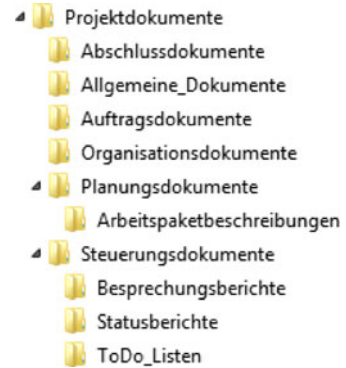 Projektdokumente
Abschlussdokumente
Allgemeine_Dokumente
Auftragsdokumente
Organisationsdokumente
Planungsdokumente
Arbeitspaketbeschreibungen
Steuerungsdokumente
Besprechungsberichte
Statusberichte
ToDo_Listen